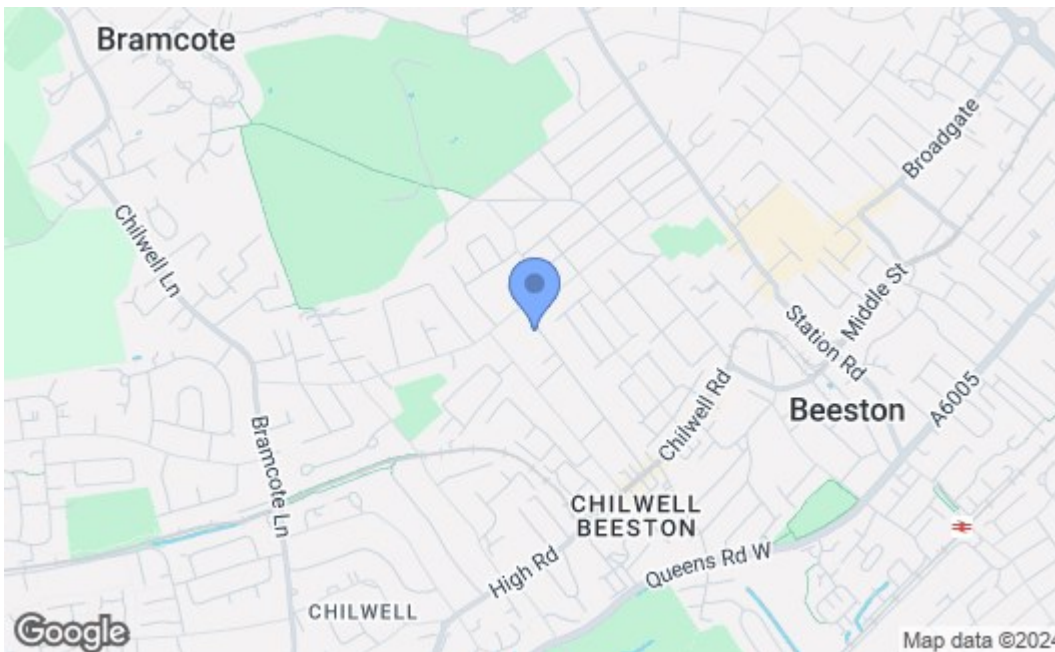 Bramcote
Broadgate
Chilwell Ln
Middle St
Station Rd
A6005
Chilwell Rd
Beeston
Bramcote Ln
CHILWELL
BEESTON
Queens Rd W
High Rd
CHILWELL
Google
Map data ©2024